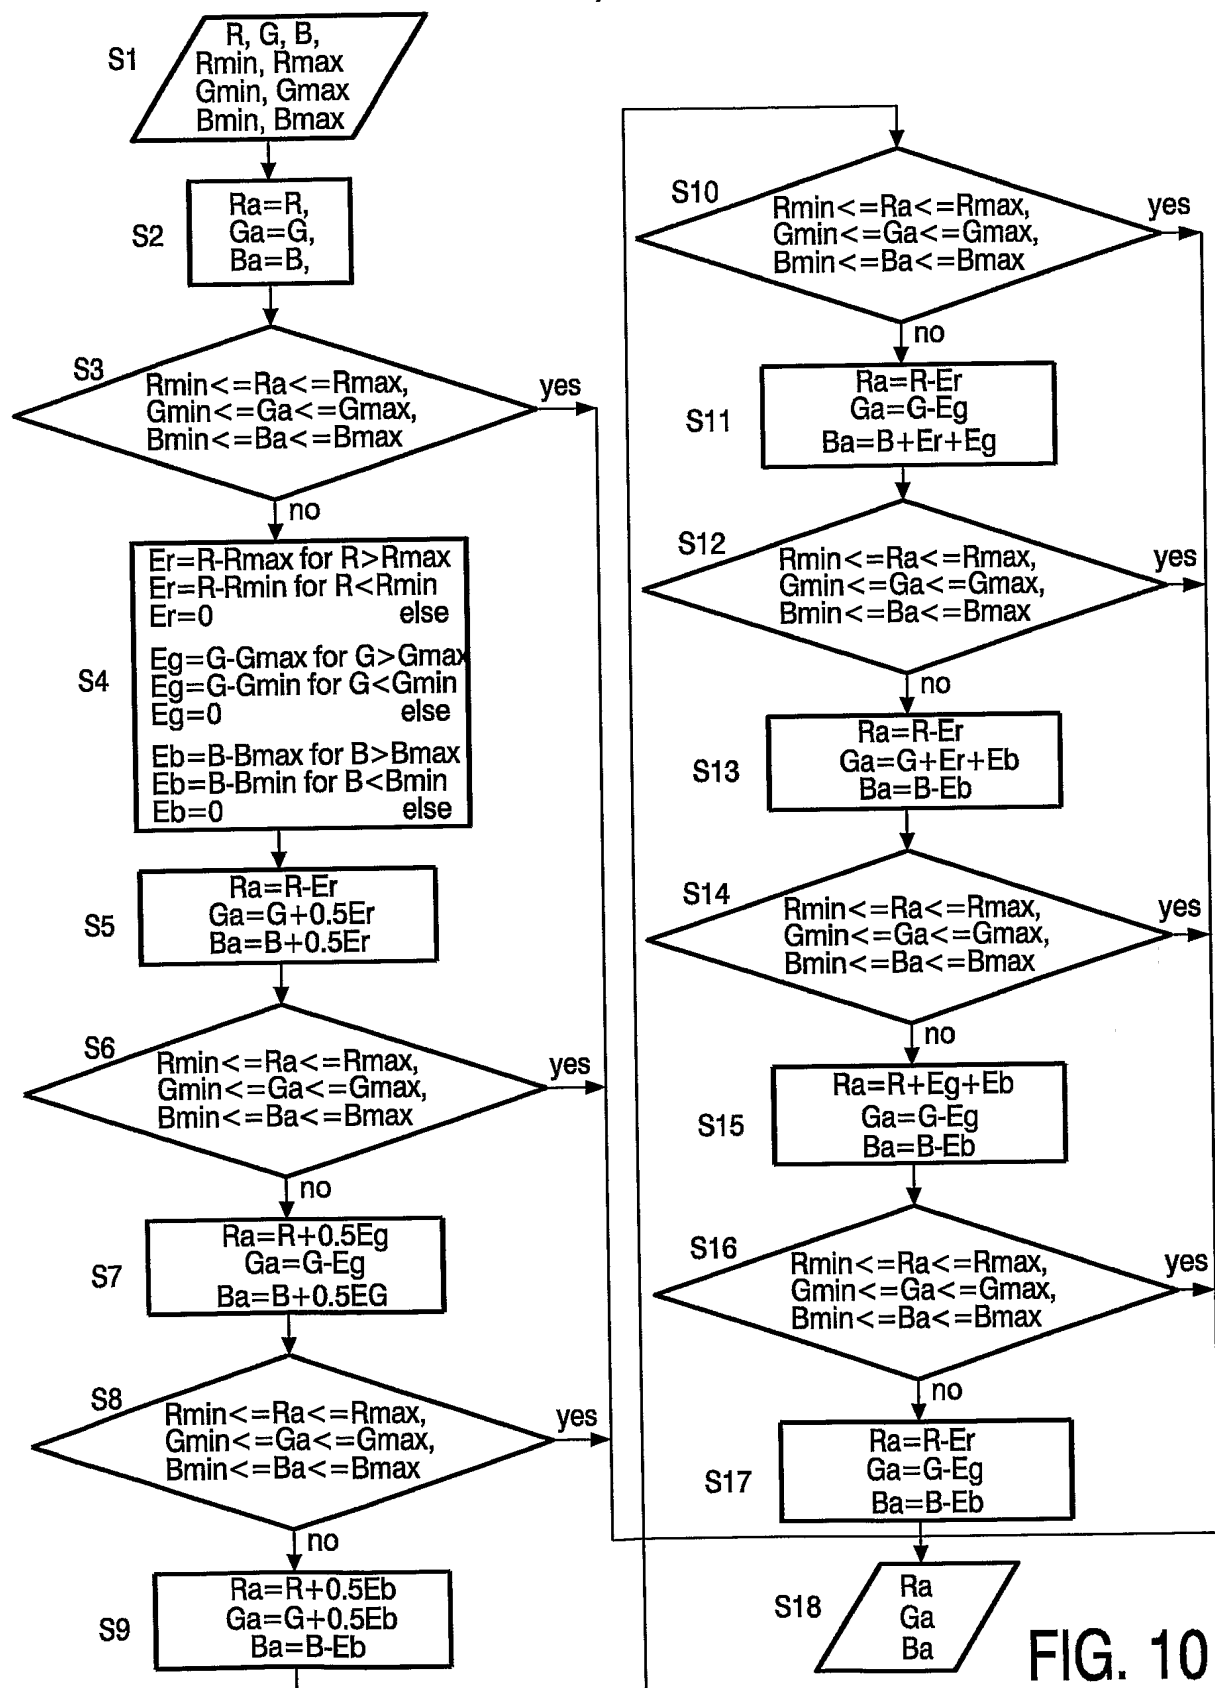 S1
R, G, B,
Rmin, Rmax
Gmin, Gmax
Bmin, Bmax
S2
Ra=R,
Ga=G,
Ba=B,
S3
Rmin<=Ra<=Rmax,
Gmin<=Ga<=Gmax,
Bmin<=Ba<=Bmax
yes
no
S4
Er=R-Rmax for R>Rmax
Er=R-Rmin for R<Rmin
Er=0 else
Eg=G-Gmax for G>Gmax
Eg=G-Gmin for G<Gmin
Eg=0 else
Eb=B-Bmax for B>Bmax
Eb=B-Bmin for B<Bmin
Eb=0 else
S5
Ra=R-Er
Ga=G+0.5Er
Ba=B+0.5Er
S6
Rmin<=Ra<=Rmax,
Gmin<=Ga<=Gmax,
Bmin<=Ba<=Bmax
yes
no
S7
Ra=R+0.5Eg
Ga=G-Eg
Ba=B+0.5EG
S8
Rmin<=Ra<=Rmax,
Gmin<=Ga<=Gmax,
Bmin<=Ba<=Bmax
yes
no
S9
Ra=R+0.5Eb
Ga=G+0.5Eb
Ba=B-Eb
S10
Rmin<=Ra<=Rmax,
Gmin<=Ga<=Gmax,
Bmin<=Ba<=Bmax
yes
no
S11
Ra=R-Er
Ga=G-Eg
Ba=B+Er+Eg
S12
Rmin<=Ra<=Rmax,
Gmin<=Ga<=Gmax,
Bmin<=Ba<=Bmax
yes
no
S13
Ra=R-Er
Ga=G+Er+Eb
Ba=B-Eb
S14
Rmin<=Ra<=Rmax,
Gmin<=Ga<=Gmax,
Bmin<=Ba<=Bmax
yes
no
S15
Ra=R+Eg+Eb
Ga=G-Eg
Ba=B-Eb
S16
Rmin<=Ra<=Rmax,
Gmin<=Ga<=Gmax,
Bmin<=Ba<=Bmax
yes
no
S17
Ra=R-Er
Ga=G-Eg
Ba=B-Eb
S18
Ra
Ga
Ba
FIG. 10